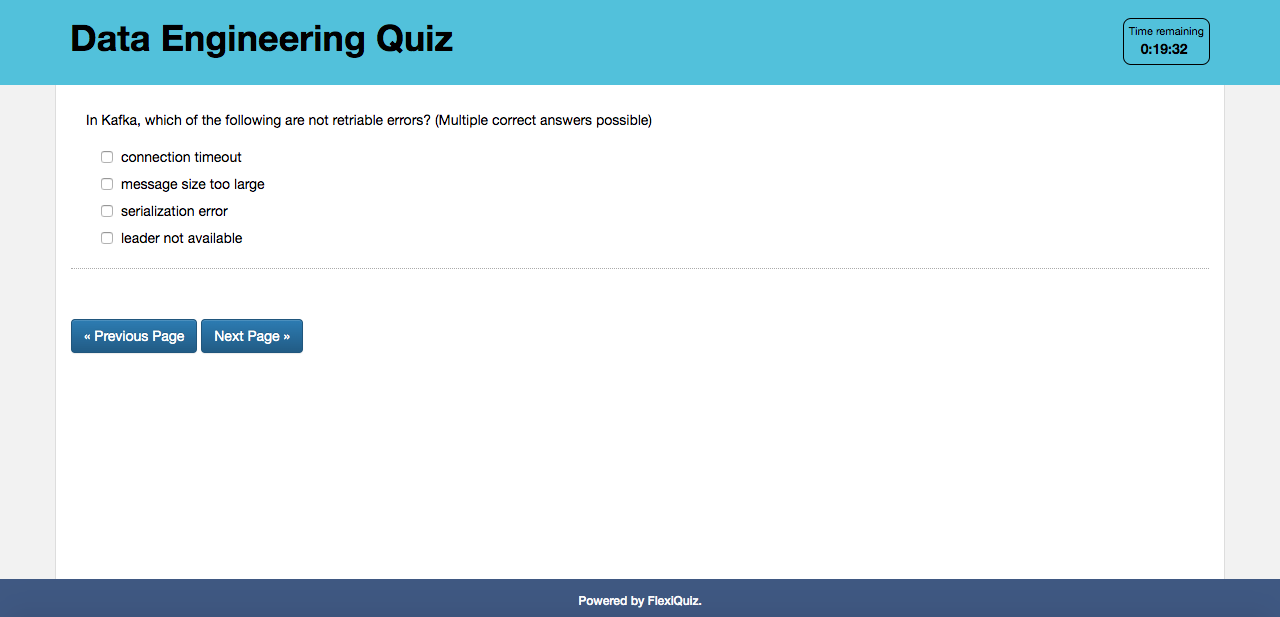 Data Engineering Quiz
Time remaining
0:19:32
In Kafka, which of the following are not retriable errors? (Multiple correct answers possible)
connection timeout
message size too large
serialization error
leader not available
« Previous Page
Next Page »
Powered by FlexiQuiz.